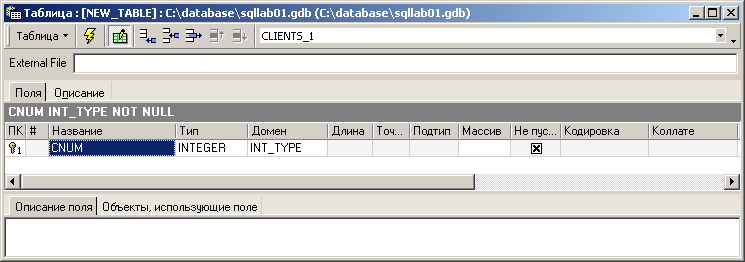 Таблица : [NEW_TABLE] : C:\database\sqllab01.gdb (C:\database\sqllab01.gdb)
Таблица CLIENTS_1
External File
Поля Описание
CNUM INT_TYPE NOT NULL
ПК # Название Тип Домен Длина Точ... Подтип Массив Не пус... Кодировка Коллате
1 CNUM INTEGER INT_TYPE
Описание поля Объекты, использующие поле